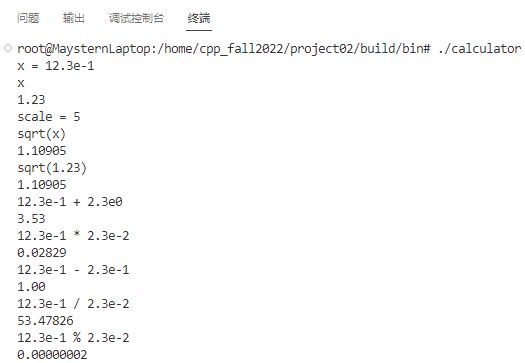 问题 输出 调试控制台 终端
root@MaysternLaptop:/home/cpp_fall2022/project02/build/bin# ./calculator
x = 12.3e-1
x
1.23
scale = 5
sqrt(x)
1.10905
sqrt(1.23)
1.10905
12.3e-1 + 2.3e0
3.53
12.3e-1 * 2.3e-2
0.02829
12.3e-1 - 2.3e-1
1.00
12.3e-1 / 2.3e-2
53.47826
12.3e-1 % 2.3e-2
0.00000002